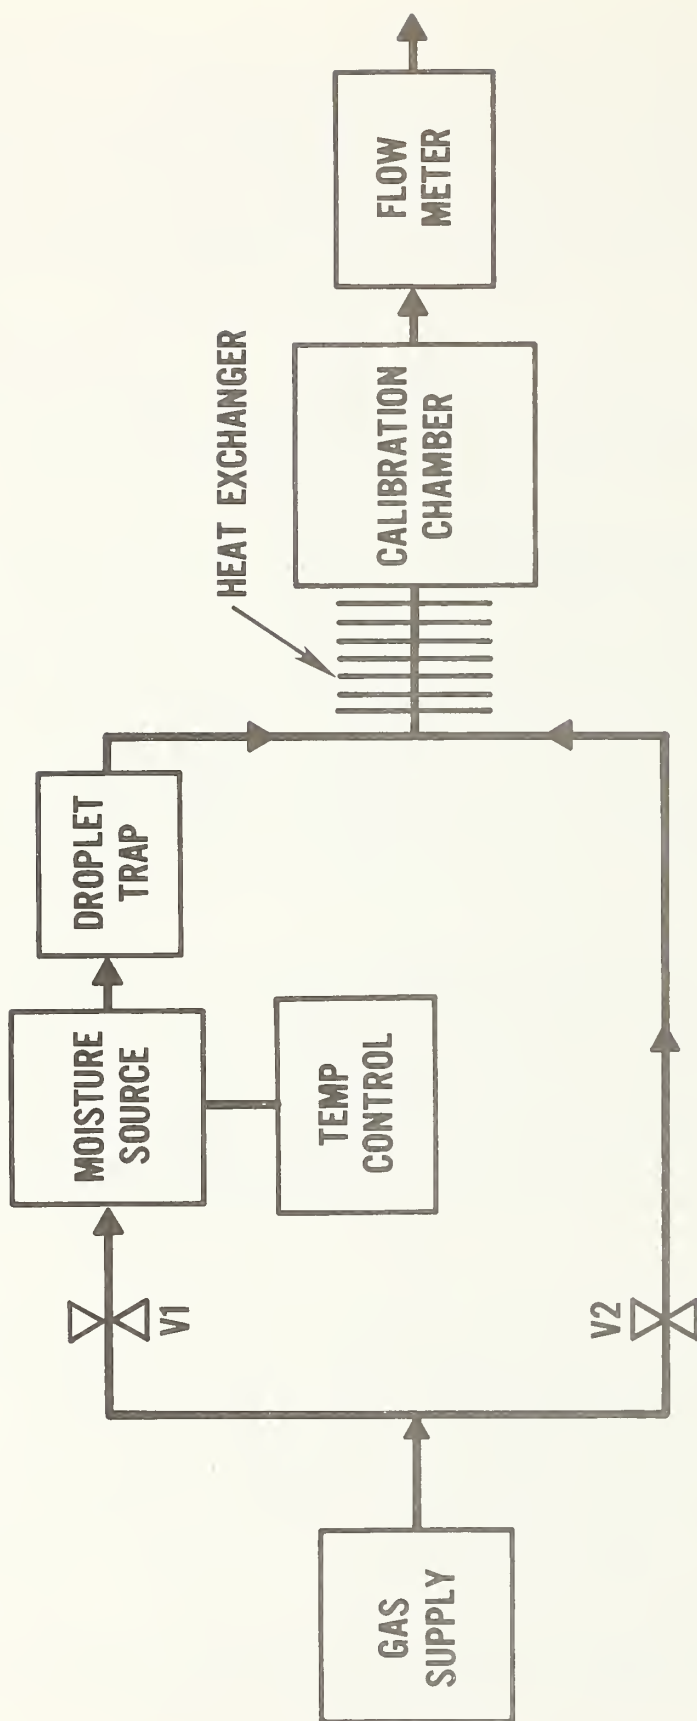 GAS
SUPPLY
V1
V2
MOISTURE
SOURCE
TEMP
CONTROL
DROPLET
TRAP
HEAT EXCHANGER
CALIBRATION
CHAMBER
FLOW
METER